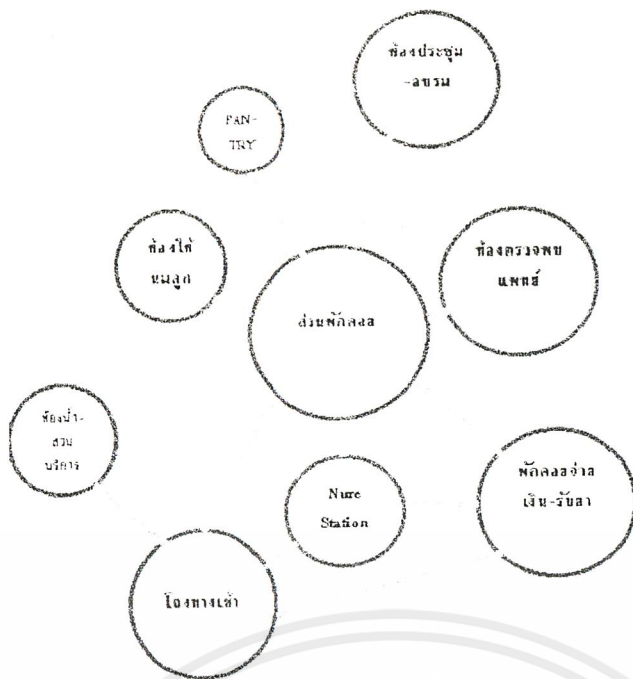 ห้องประชุม
-อบรม
PAN-
TRY
ห้องให้
นมลูก
ห้องตรวจพบ
แพทย์
ส่วนพักคอย
ห้องน้ำ-
ส่วน
บริการ
Nure
Station
พักคอยจ่าย
เงิน-รับยา
โถงทางเข้า